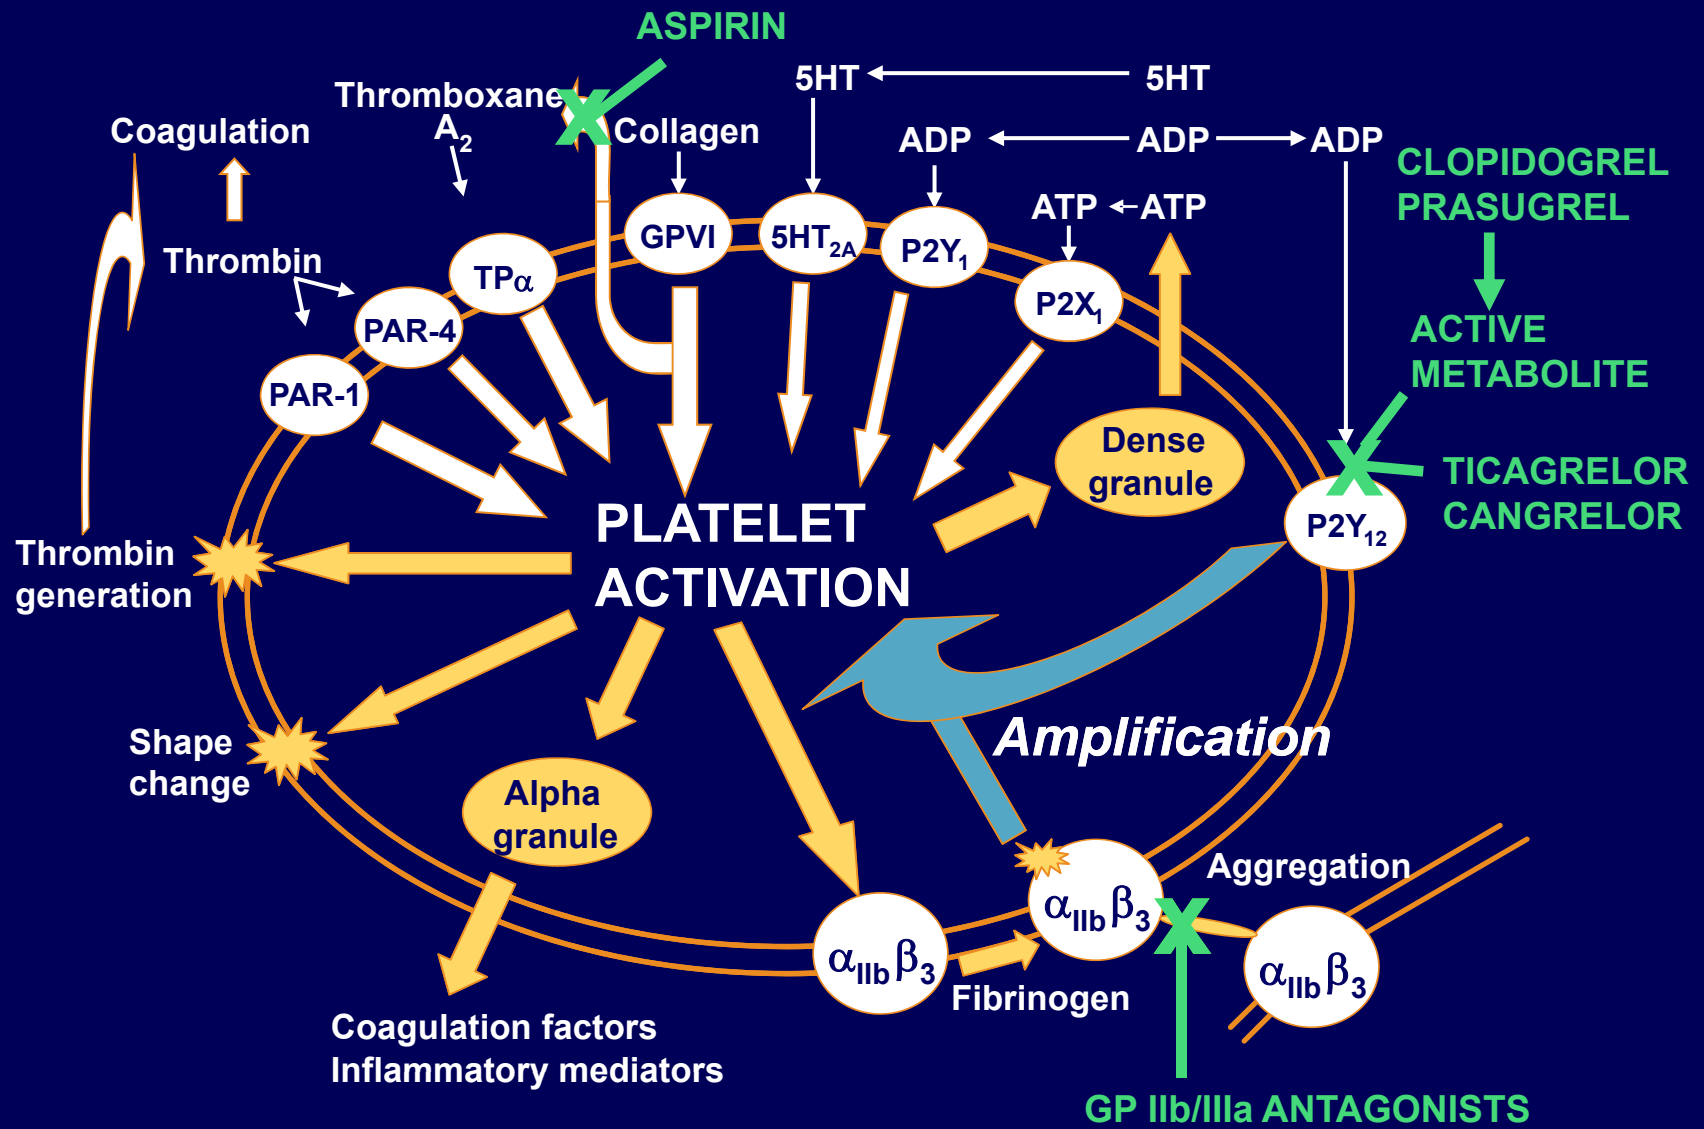 ASPIRIN
5HT
5HT
Thromboxane
A2
Coagulation
Collagen
ADP
ADP
ADP
CLOPIDOGREL
PRASUGREL
ATP
ATP
Thrombin
GPVI
5HT2A
P2Y1
TPα
P2X1
PAR-4
PAR-1
ACTIVE
METABOLITE
Dense
granule
TICAGRELOR
CANGRELOR
P2Y12
PLATELET
ACTIVATION
Thrombin
generation
Amplification
Shape
change
Alpha
granule
Aggregation
αIIbβ3
αIIbβ3
αIIbβ3
Fibrinogen
Coagulation factors
Inflammatory mediators
GP IIb/IIIa ANTAGONISTS